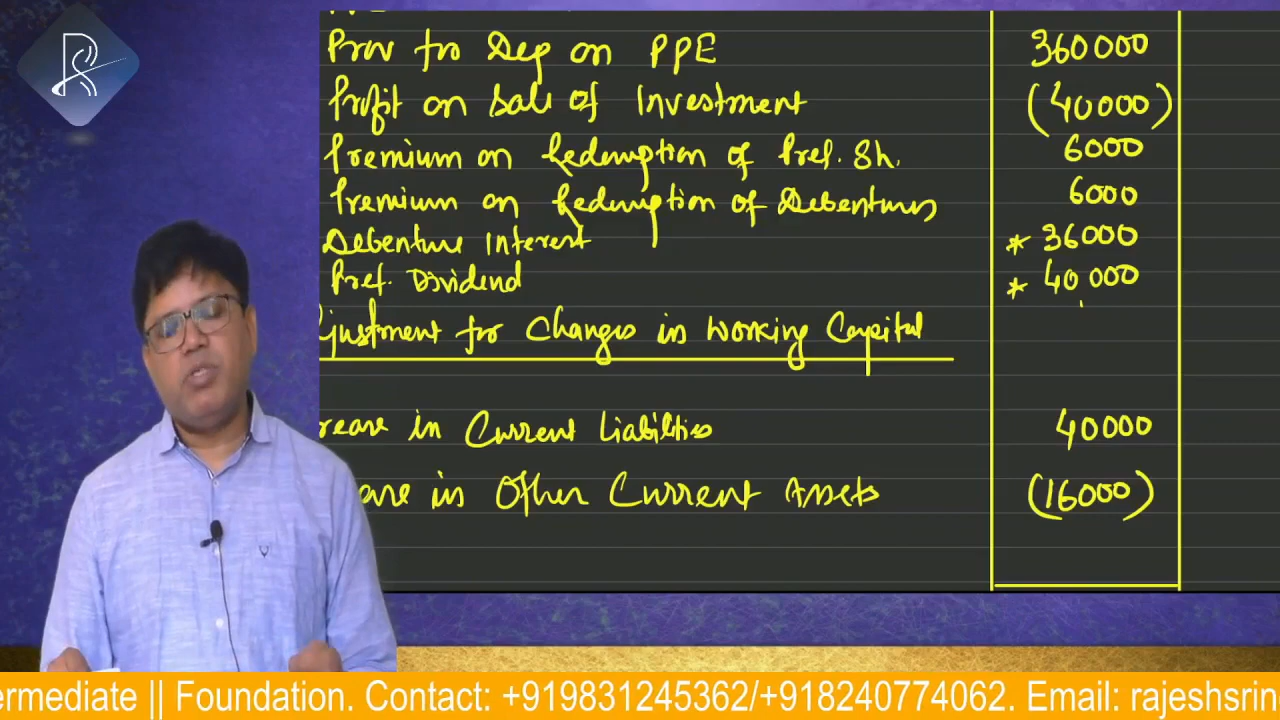 Prov for Dep on PPE 360000
Profit on Sale of Investment (40000)
Premium on Redemption of Pref. Sh. 6000
Premium on Redemption of Debentures 6000
Debenture Interest * 36000
Pref. Dividend * 40000
justment for Changes in Working Capital
rease in Current Liabilities 40000
ease in Other Current Assets (16000)
ermediate || Foundation. Contact: +919831245362/+918240774062. Email: rajeshsrin